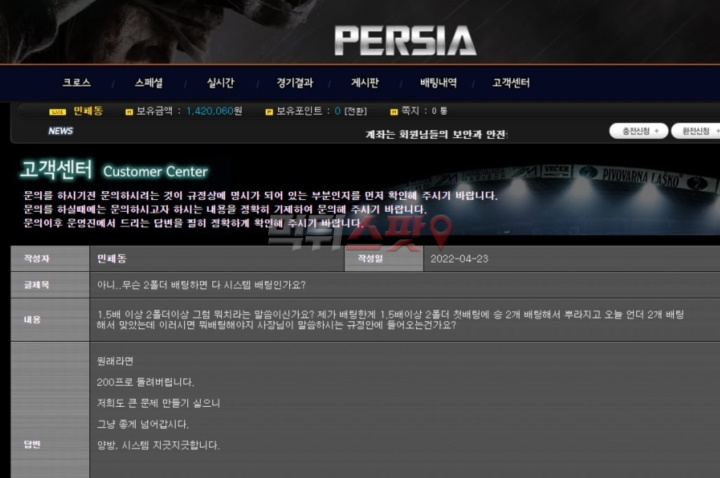 PERSIA
크로스 / 스페셜 / 실시간 / 경기결과 / 게시판 / 배팅내역 / 고객센터
민폐동 보유금액 : 1,420,060원 P 보유포인트 : 0 [전환] 쪽지 : 0 통
NEWS 계좌는 회원님들의 보안과 안전 충전신청 + 환전신청 +
고객센터 Customer Center
PIVOVARNA LAŠKO
문의를 하시기전 문의하시려는 것이 규정상에 명시가 되어 있는 부분인지를 먼저 확인해 주시기 바랍니다.
문의를 하실때에는 문의하시고자 하시는 내용을 정확히 기재하여 문의해 주시기 바랍니다.
문의이후 운영진에서 드리는 답변을 필히 정확하게 확인해 주시기 바랍니다.
먹튀스팟
작성자 민폐동 작성일 2022-04-23
글제목 아니..무슨 2폴더 배팅하면 다 시스템 배팅인가요?
내용 1.5배 이상 2폴더이상 그럼 뭐치라는 말씀이신가요? 제가 배팅한게 1.5배이상 2폴더 첫배팅에 승 2개 배팅해서 뿌라지고 오늘 언더 2개 배팅
해서 맞았는데 이러시면 뭐배팅해야지 사장님이 말씀하시는 규정안에 들어오는건가요?
원래라면
200프로 돌려버립니다.
저희도 큰 문제 만들기 싫으니
그냥 좋게 넘어갑시다.
답변 양방, 시스템 지긋지긋합니다.